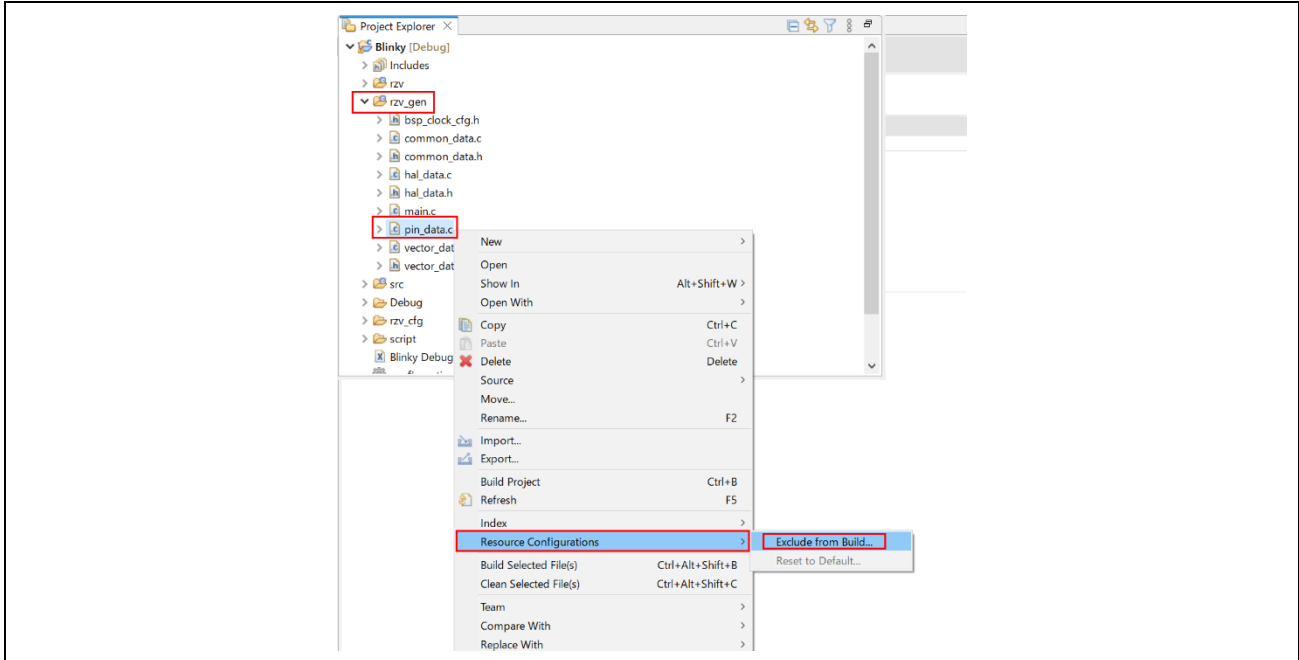 Project Explorer
Blinky [Debug]
Includes
rzv
rzv_gen
bsp_clock_cfg.h
common_data.c
common_data.h
hal_data.c
hal_data.h
main.c
pin_data.c
vector_dat
vector_dat
src
Debug
rzv_cfg
script
Blinky Debug
New
Open
Show In Alt+Shift+W >
Open With
Copy Ctrl+C
Paste Ctrl+V
Delete Delete
Source
Move...
Rename... F2
Import...
Export...
Build Project Ctrl+B
Refresh F5
Index
Resource Configurations
Exclude from Build...
Reset to Default...
Build Selected File(s) Ctrl+Alt+Shift+B
Clean Selected File(s) Ctrl+Alt+Shift+C
Team
Compare With
Replace With